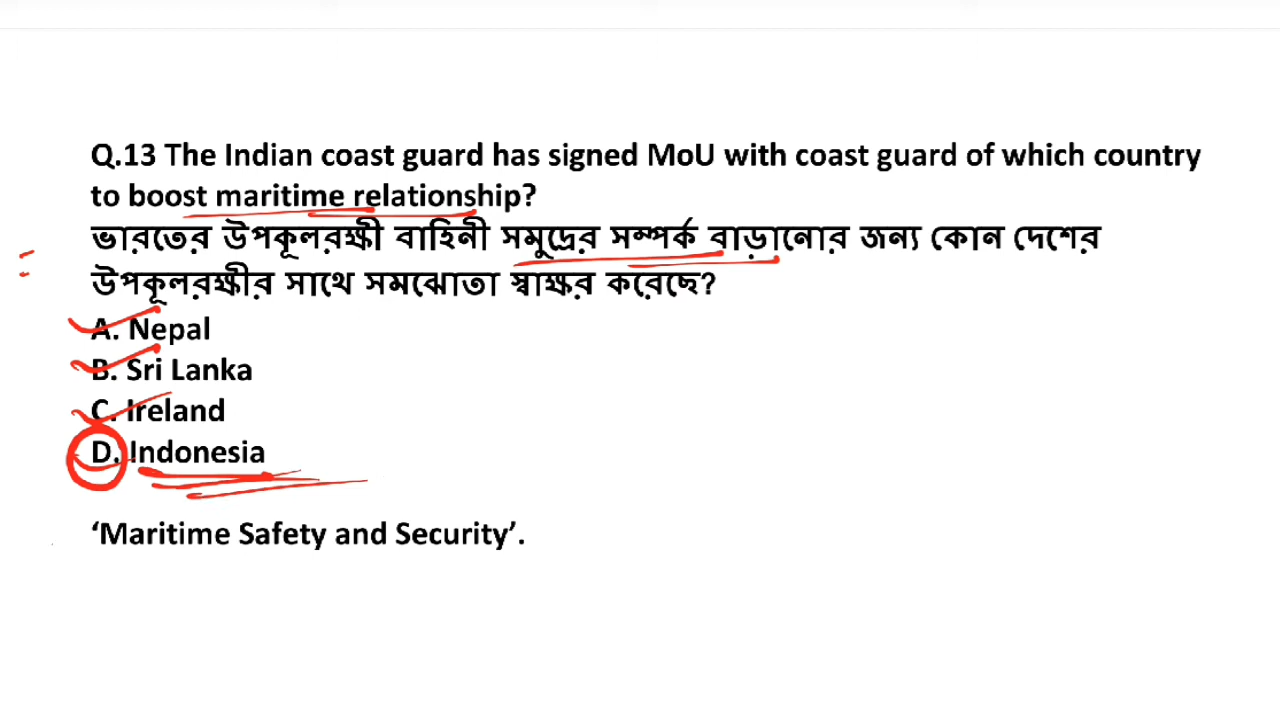 Q.13 The Indian coast guard has signed MoU with coast guard of which country
to boost maritime relationship?
ভারতের উপকূলরক্ষী বাহিনী সমুদ্রের সম্পর্ক বাড়ানোর জন্য কোন দেশের
উপকূলরক্ষীর সাথে সমঝোতা স্বাক্ষর করেছে?
A. Nepal
B. Sri Lanka
C. Ireland
D. Indonesia
‘Maritime Safety and Security’.